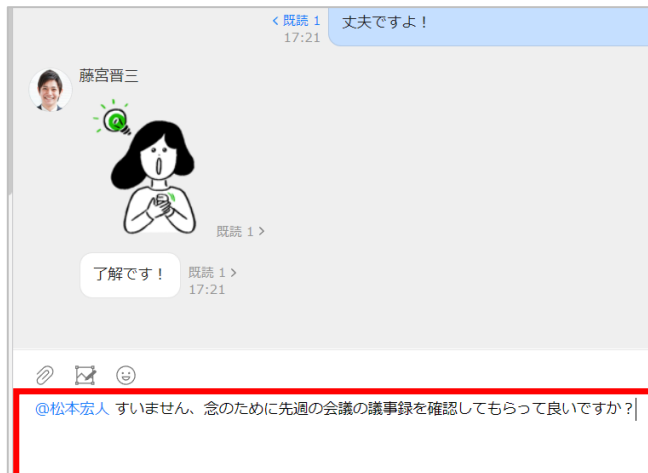 < 既読 1
丈夫ですよ！
17:21
藤宮晋三
既読 1 >
了解です！
既読 1 >
17:21
@松本宏人 すいません、念のために先週の会議の議事録を確認してもらって良いですか？